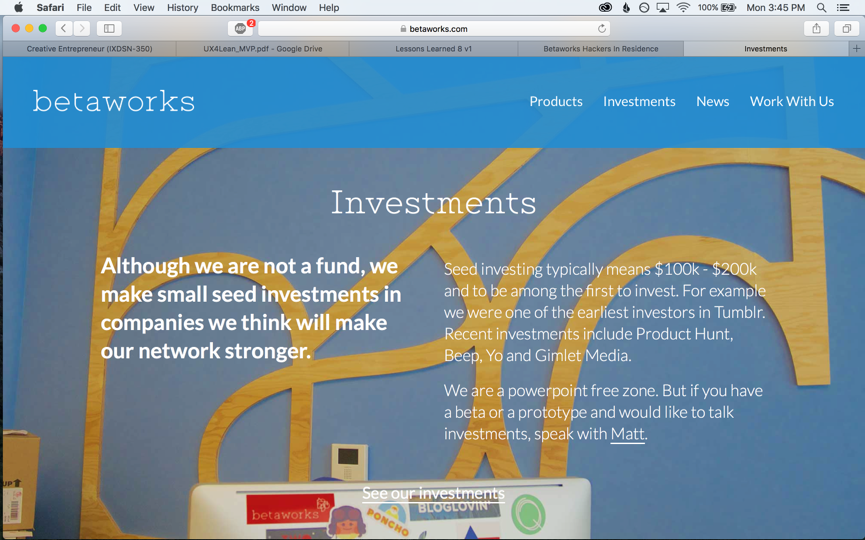 Safari File Edit View History Bookmarks Window Help 100% Mon 3:45 PM
ABP 2 betaworks.com
Creative Entrepreneur (IXDSN-350) UX4Lean_MVP.pdf - Google Drive Lessons Learned 8 v1 Betaworks Hackers In Residence Investments
betaworks Products Investments News Work With Us
Investments
Although we are not a fund, we
make small seed investments in
companies we think will make
our network stronger.
Seed investing typically means $100k - $200k
and to be among the first to invest. For example
we were one of the earliest investors in Tumblr.
Recent investments include Product Hunt,
Beep, Yo and Gimlet Media.
We are a powerpoint free zone. But if you have
a beta or a prototype and would like to talk
investments, speak with Matt.
See our investments
UP
betaworks
PONCHO
BLOGLOVIN'